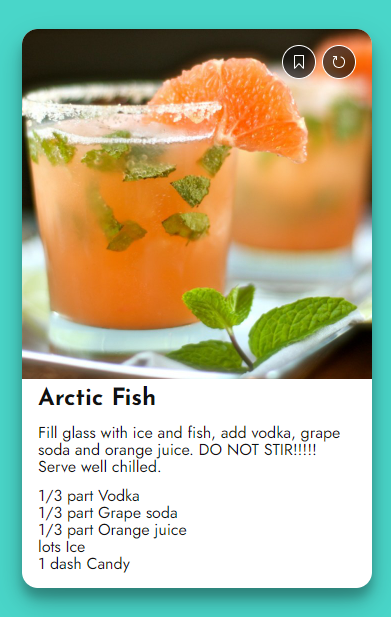 Arctic Fish
Fill glass with ice and fish, add vodka, grape
soda and orange juice. DO NOT STIR!!!!!
Serve well chilled.
1/3 part Vodka
1/3 part Grape soda
1/3 part Orange juice
lots Ice
1 dash Candy